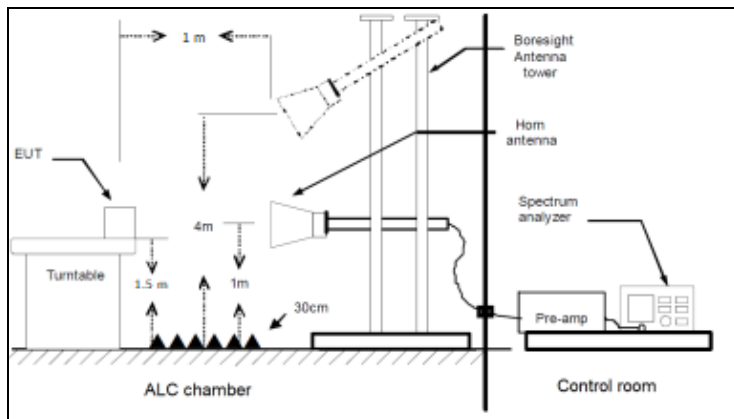 1 m
Boresight
Antenna
tower
Horn
antenna
EUT
Spectrum
analyzer
4m
Turntable
1.5 m
1m
30cm
Pre-amp
ALC chamber
Control room